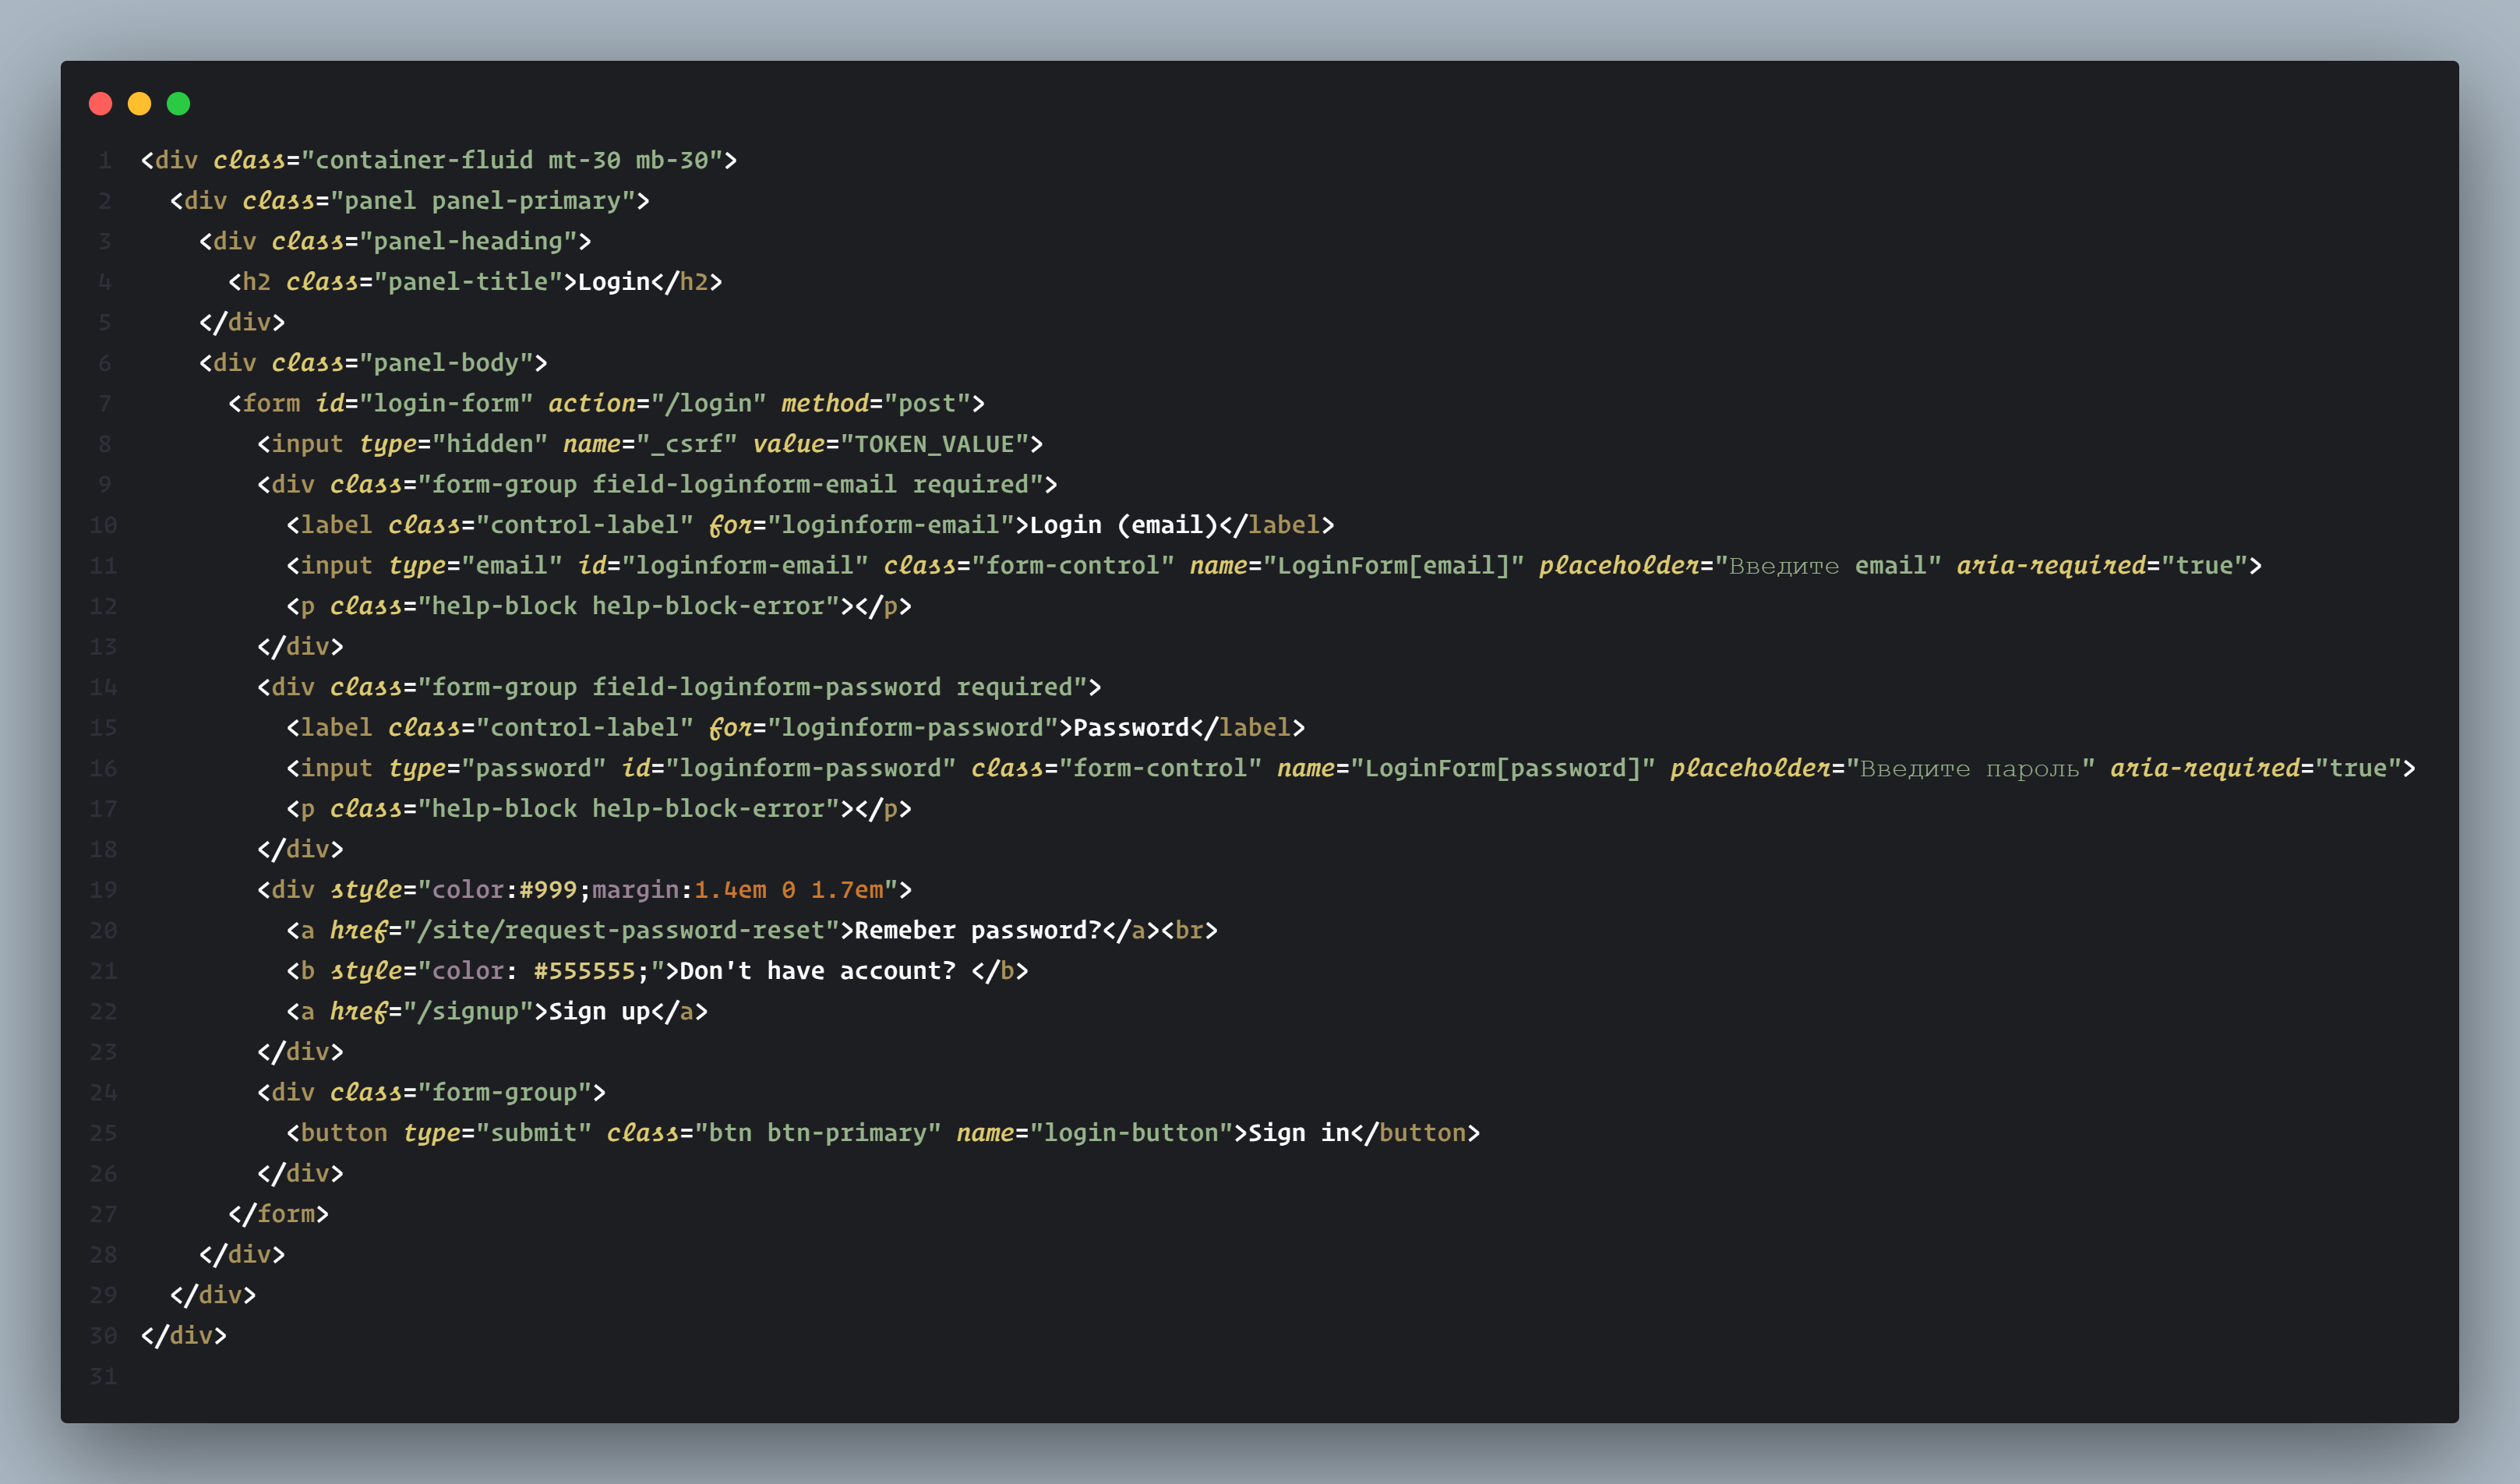 1 <div class="container-fluid mt-30 mb-30">
2   <div class="panel panel-primary">
3     <div class="panel-heading">
4       <h2 class="panel-title">Login</h2>
5     </div>
6     <div class="panel-body">
7       <form id="login-form" action="/login" method="post">
8         <input type="hidden" name="_csrf" value="TOKEN_VALUE">
9         <div class="form-group field-loginform-email required">
10           <label class="control-label" for="loginform-email">Login (email)</label>
11           <input type="email" id="loginform-email" class="form-control" name="LoginForm[email]" placeholder="Введите email" aria-required="true">
12           <p class="help-block help-block-error"></p>
13         </div>
14         <div class="form-group field-loginform-password required">
15           <label class="control-label" for="loginform-password">Password</label>
16           <input type="password" id="loginform-password" class="form-control" name="LoginForm[password]" placeholder="Введите пароль" aria-required="true">
17           <p class="help-block help-block-error"></p>
18         </div>
19         <div style="color:#999;margin:1.4em 0 1.7em">
20           <a href="/site/request-password-reset">Remeber password?</a><br>
21           <b style="color: #555555;">Don't have account? </b>
22           <a href="/signup">Sign up</a>
23         </div>
24         <div class="form-group">
25           <button type="submit" class="btn btn-primary" name="login-button">Sign in</button>
26         </div>
27       </form>
28     </div>
29   </div>
30 </div>
31